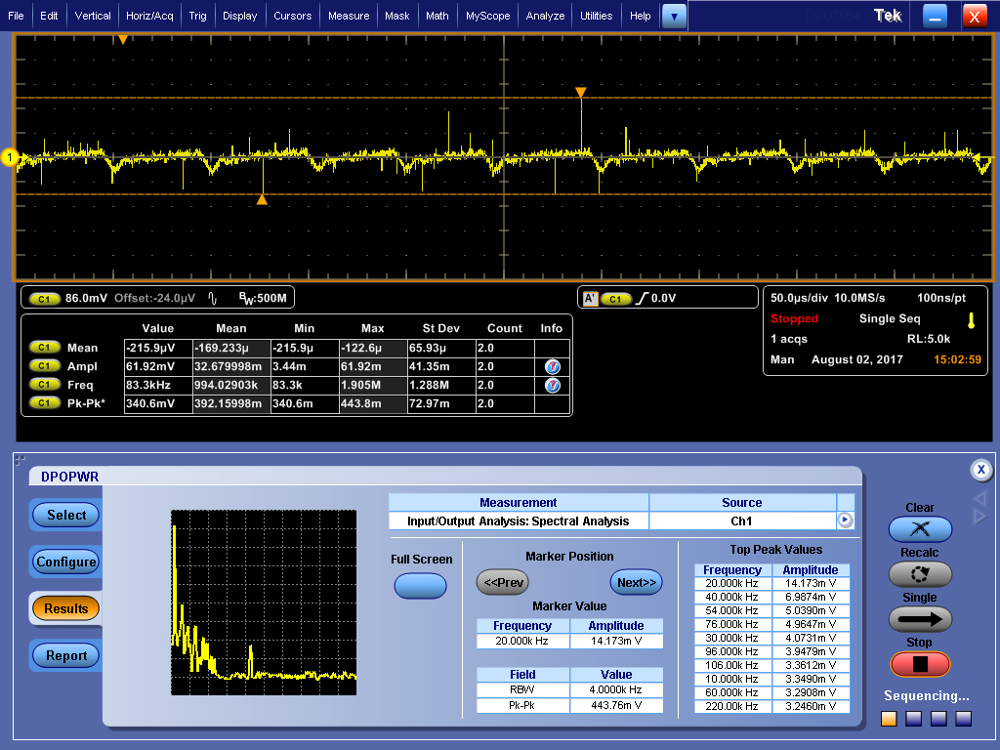 File Edit Vertical Horiz/Acq Trig Display Cursors Measure Mask Math MyScope Analyze Utilities Help Tek X
1
C1 86.0mV Offset:-24.0µV BW:500M
A' C1 0.0V
50.0µs/div 10.0MS/s 100ns/pt
Stopped Single Seq
1 acqs RL:5.0k
Man August 02, 2017 15:02:59
Value Mean Min Max St Dev Count Info
C1 Mean -215.9µV -169.233µ -215.9µ -122.6µ 65.93µ 2.0
C1 Ampl 61.92mV 32.679998m 3.44m 61.92m 41.35m 2.0
C1 Freq 83.3kHz 994.02903k 83.3k 1.905M 1.288M 2.0
C1 Pk-Pk* 340.6mV 392.15998m 340.6m 443.8m 72.97m 2.0
DPOPWR
X
Select
Configure
Results
Report
Measurement Source
Input/Output Analysis: Spectral Analysis Ch1
Full Screen
Marker Position
<<Prev Next>>
Marker Value
Frequency Amplitude
20.000k Hz 14.173m V
Field Value
RBW 4.0000k Hz
Pk-Pk 443.76m V
Top Peak Values
Frequency Amplitude
20.000k Hz 14.173m V
40.000k Hz 6.9874m V
54.000k Hz 5.0390m V
76.000k Hz 4.9647m V
30.000k Hz 4.0731m V
96.000k Hz 3.9479m V
106.00k Hz 3.3612m V
10.000k Hz 3.3490m V
60.000k Hz 3.2908m V
220.00k Hz 3.2460m V
Clear
Recalc
Single
Stop
Sequencing...